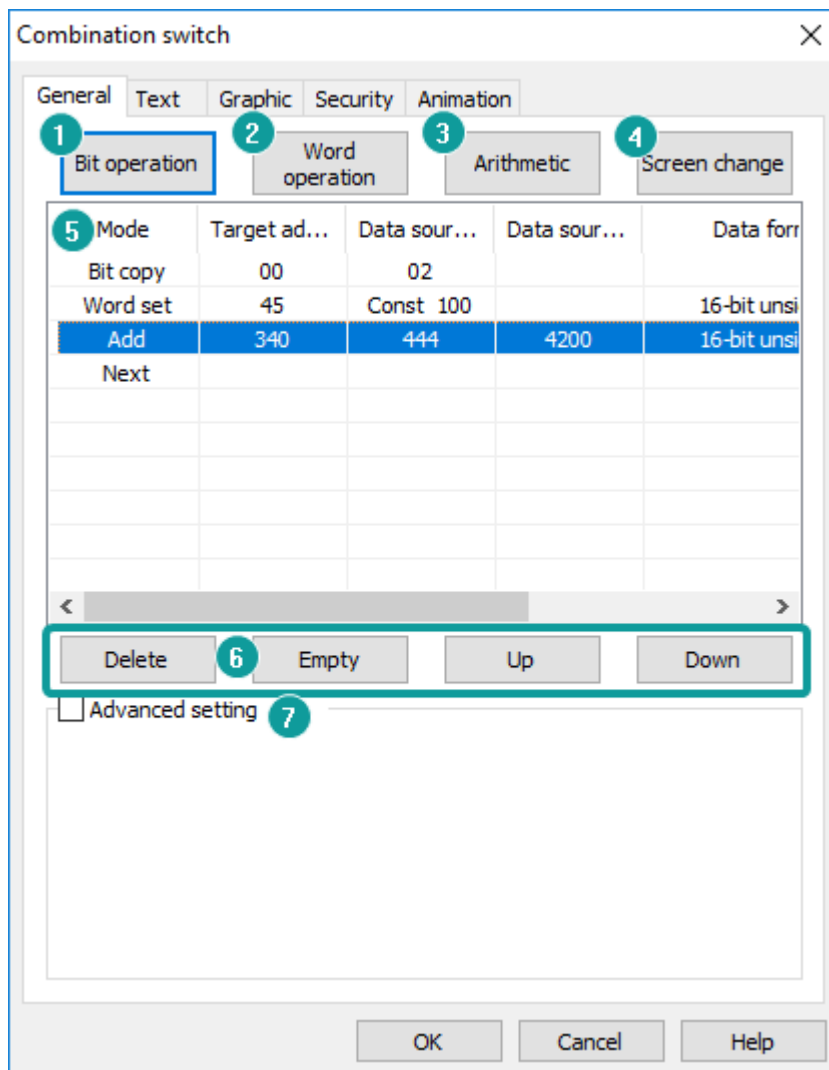 Combination switch
General Text Graphic Security Animation
1 2 3 4
Bit operation Word operation Arithmetic Screen change
5 Mode Target ad... Data sour... Data sour... Data forr
Bit copy 00 02
Word set 45 Const 100 16-bit unsi
Add 340 444 4200 16-bit unsi
Next
Delete 6 Empty Up Down
Advanced setting 7
OK Cancel Help